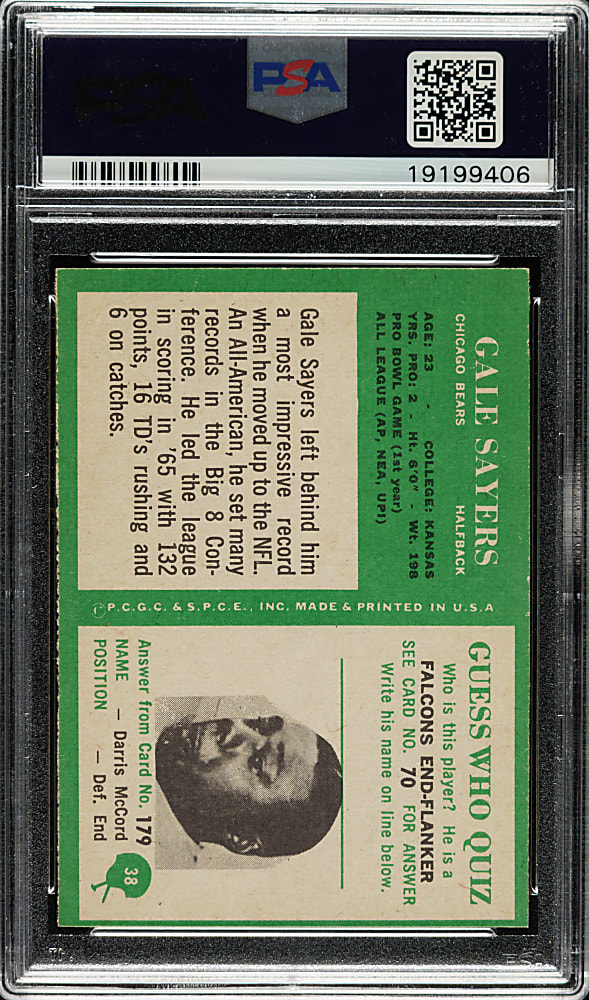 PSA
19199406
GALE SAYERS
CHICAGO BEARS HALFBACK
AGE: 23 - COLLEGE: KANSAS
YRS. PRO: 2 - Ht. 6'0" - Wt. 198
PRO BOWL GAME (1st year)
ALL LEAGUE (AP, NEA, UPI)
Gale Sayers left behind him
a most impressive record
when he moved up to the NFL.
An All-American, he set many
records in the Big 8 Con-
ference. He led the league
in scoring in '65 with 132
points, 16 TD's rushing and
6 on catches.
©P.C.G.C. & S.P.C.E., INC. MADE & PRINTED IN U.S.A
GUESS WHO QUIZ
Who is this player? He is a
FALCONS END-FLANKER
SEE CARD NO. 70 FOR ANSWER
Write his name on line below.
Answer from Card No. 179
NAME — Darris McCord
POSITION — Def. End
38